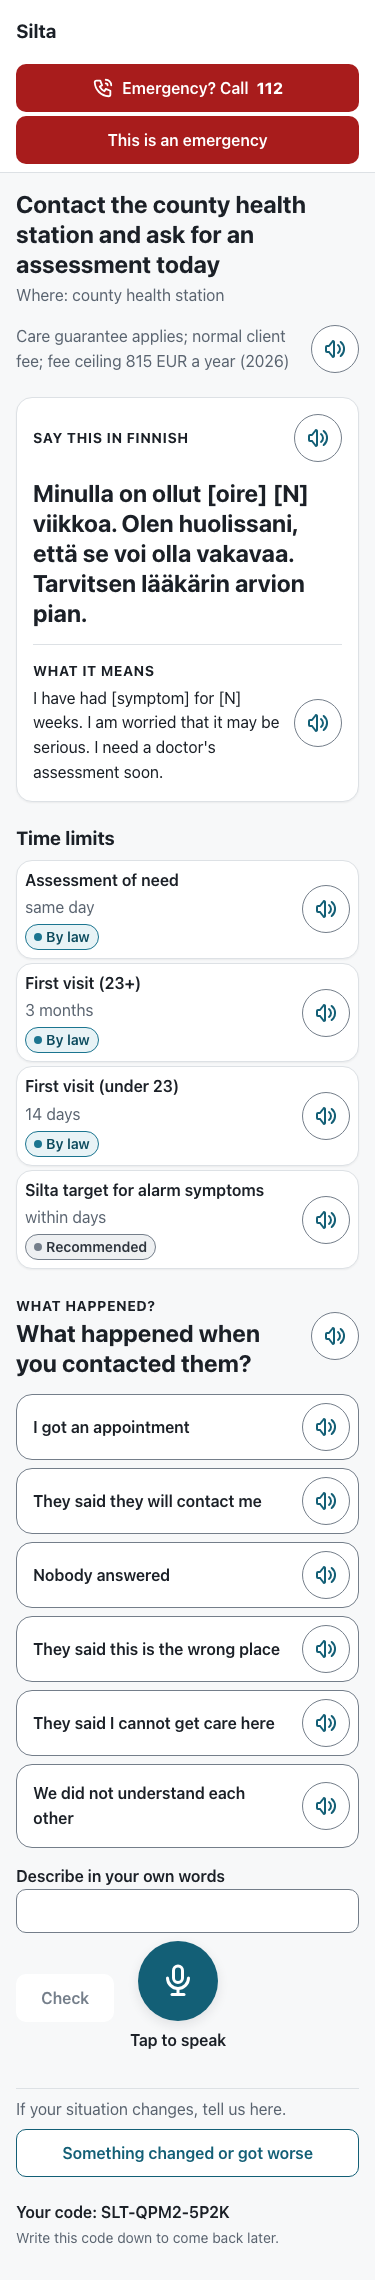 Silta
Emergency? Call 112
This is an emergency
Contact the county health
station and ask for an
assessment today
Where: county health station
Care guarantee applies; normal client
fee; fee ceiling 815 EUR a year (2026)
SAY THIS IN FINNISH
Minulla on ollut [oire] [N]
viikkoa. Olen huolissani,
että se voi olla vakavaa.
Tarvitsen lääkärin arvion
pian.
WHAT IT MEANS
I have had [symptom] for [N]
weeks. I am worried that it may be
serious. I need a doctor's
assessment soon.
Time limits
Assessment of need
same day
By law
First visit (23+)
3 months
By law
First visit (under 23)
14 days
By law
Silta target for alarm symptoms
within days
Recommended
WHAT HAPPENED?
What happened when
you contacted them?
I got an appointment
They said they will contact me
Nobody answered
They said this is the wrong place
They said I cannot get care here
We did not understand each
other
Describe in your own words
Check
Tap to speak
If your situation changes, tell us here.
Something changed or got worse
Your code: SLT-QPM2-5P2K
Write this code down to come back later.